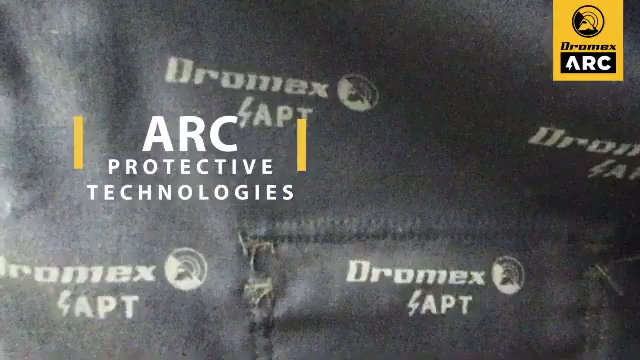 Dromex
ARC
Dromex
APT
ARC
PROTECTIVE
TECHNOLOGIES
Dromex
APT
Dromex
APT